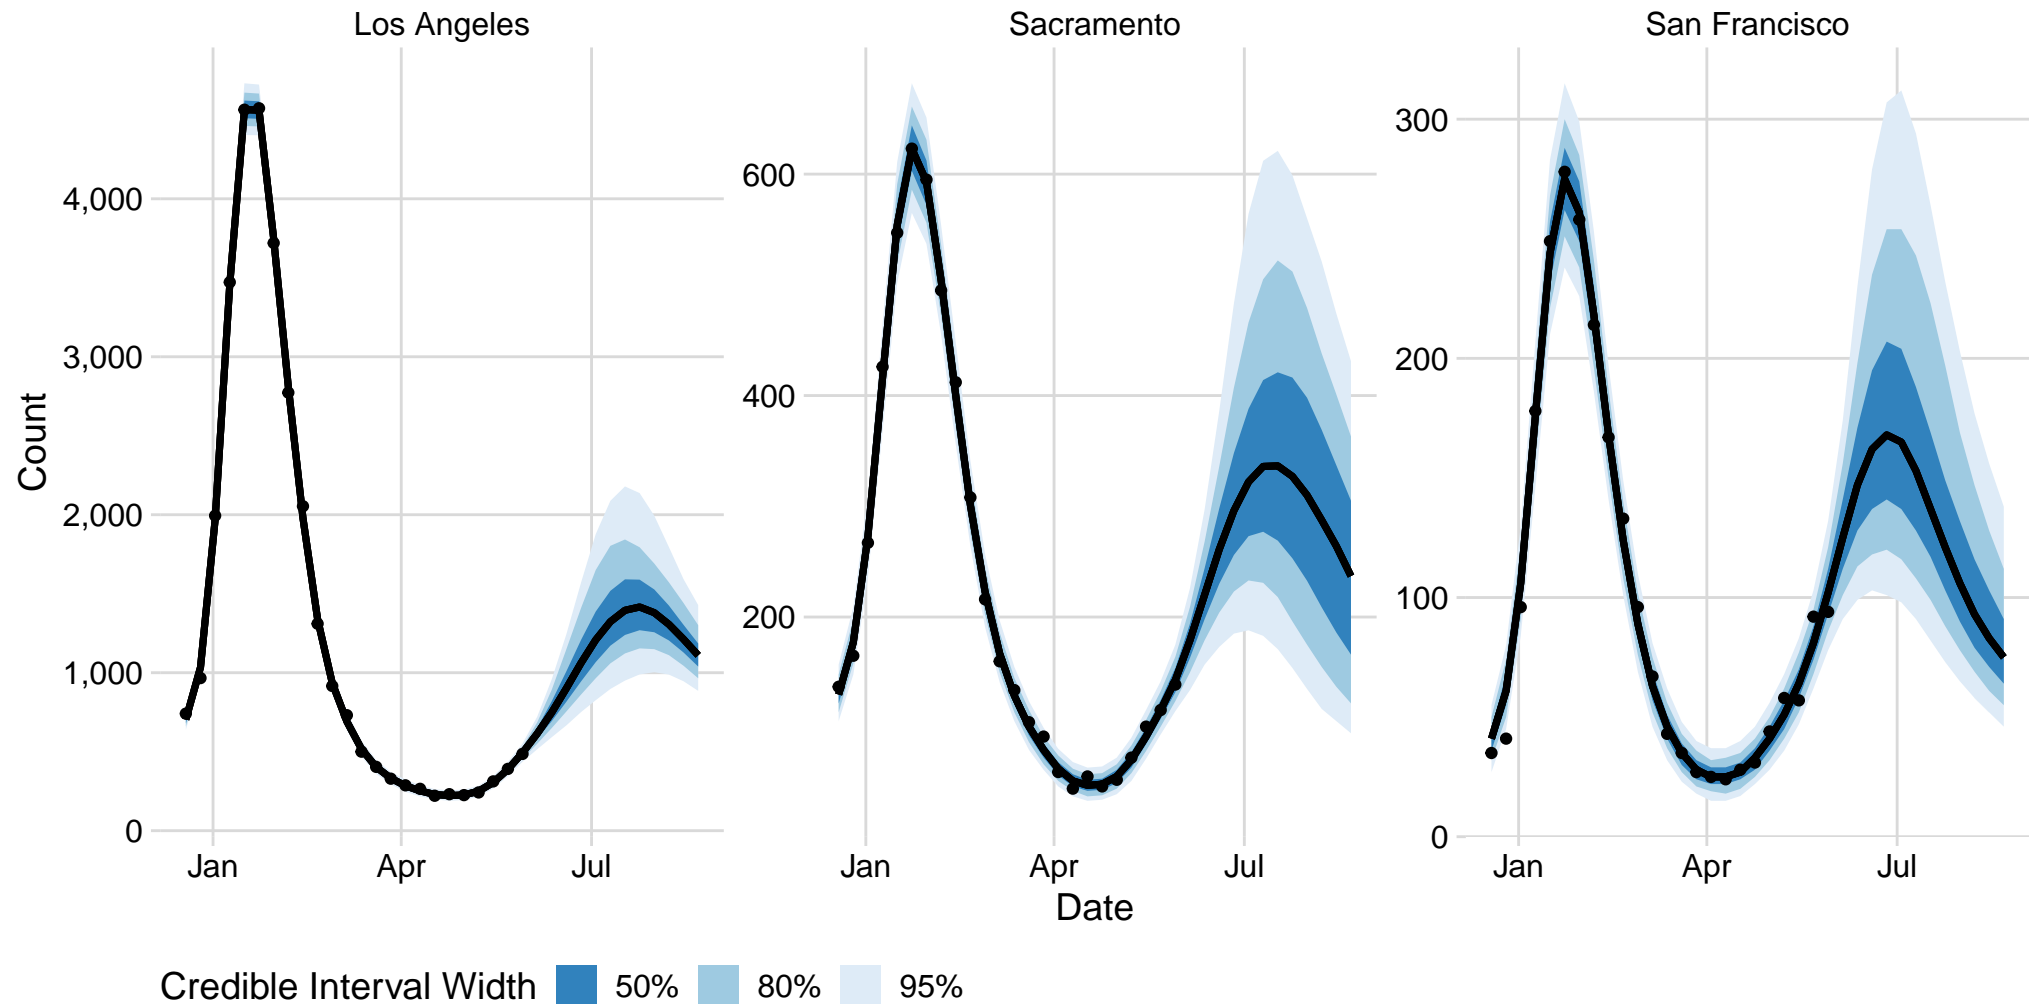 Los Angeles
Sacramento
San Francisco
Count
4,000
3,000
2,000
1,000
0
600
400
200
300
200
100
0
Jan
Apr
Jul
Jan
Apr
Jul
Jan
Apr
Jul
Date
Credible Interval Width
50%
80%
95%